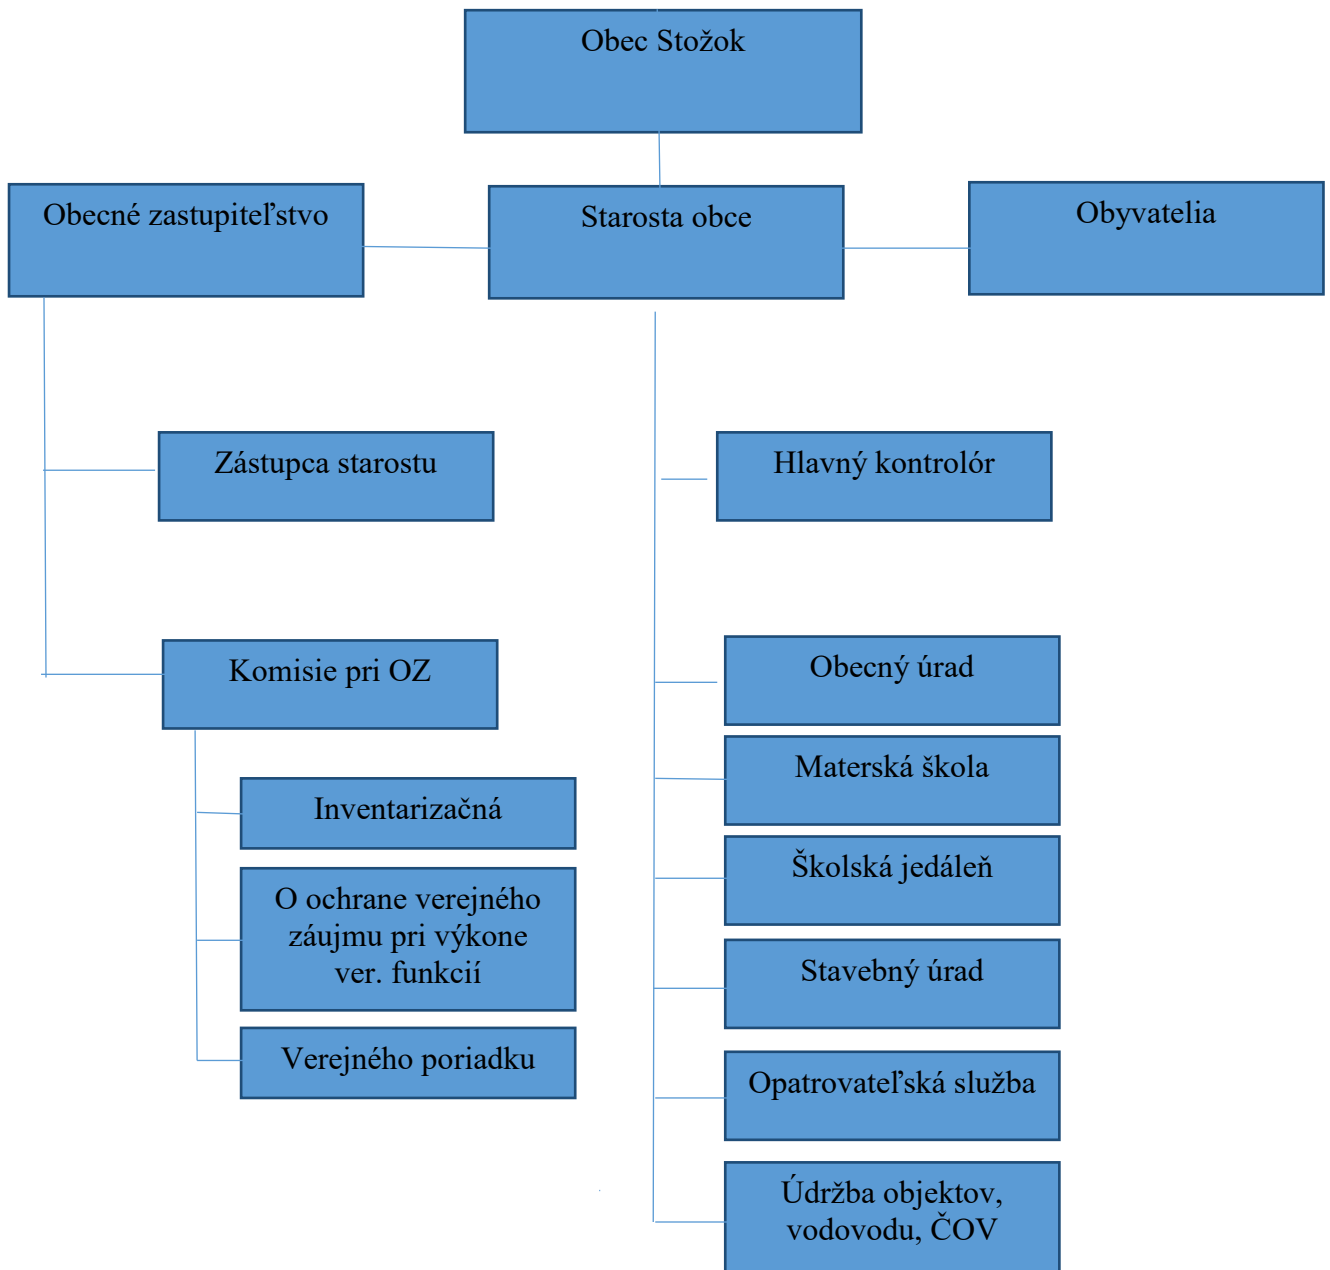 Obec Stožok
Obecné zastupiteľstvo
Starosta obce
Obyvatelia
Zástupca starostu
Hlavný kontrolór
Komisie pri OZ
Obecný úrad
Materská škola
Inventarizačná
Školská jedáleň
O ochrane verejného
záujmu pri výkone
ver. funkcií
Stavebný úrad
Verejného poriadku
Opatrovateľská služba
Údržba objektov,
vodovodu, ČOV